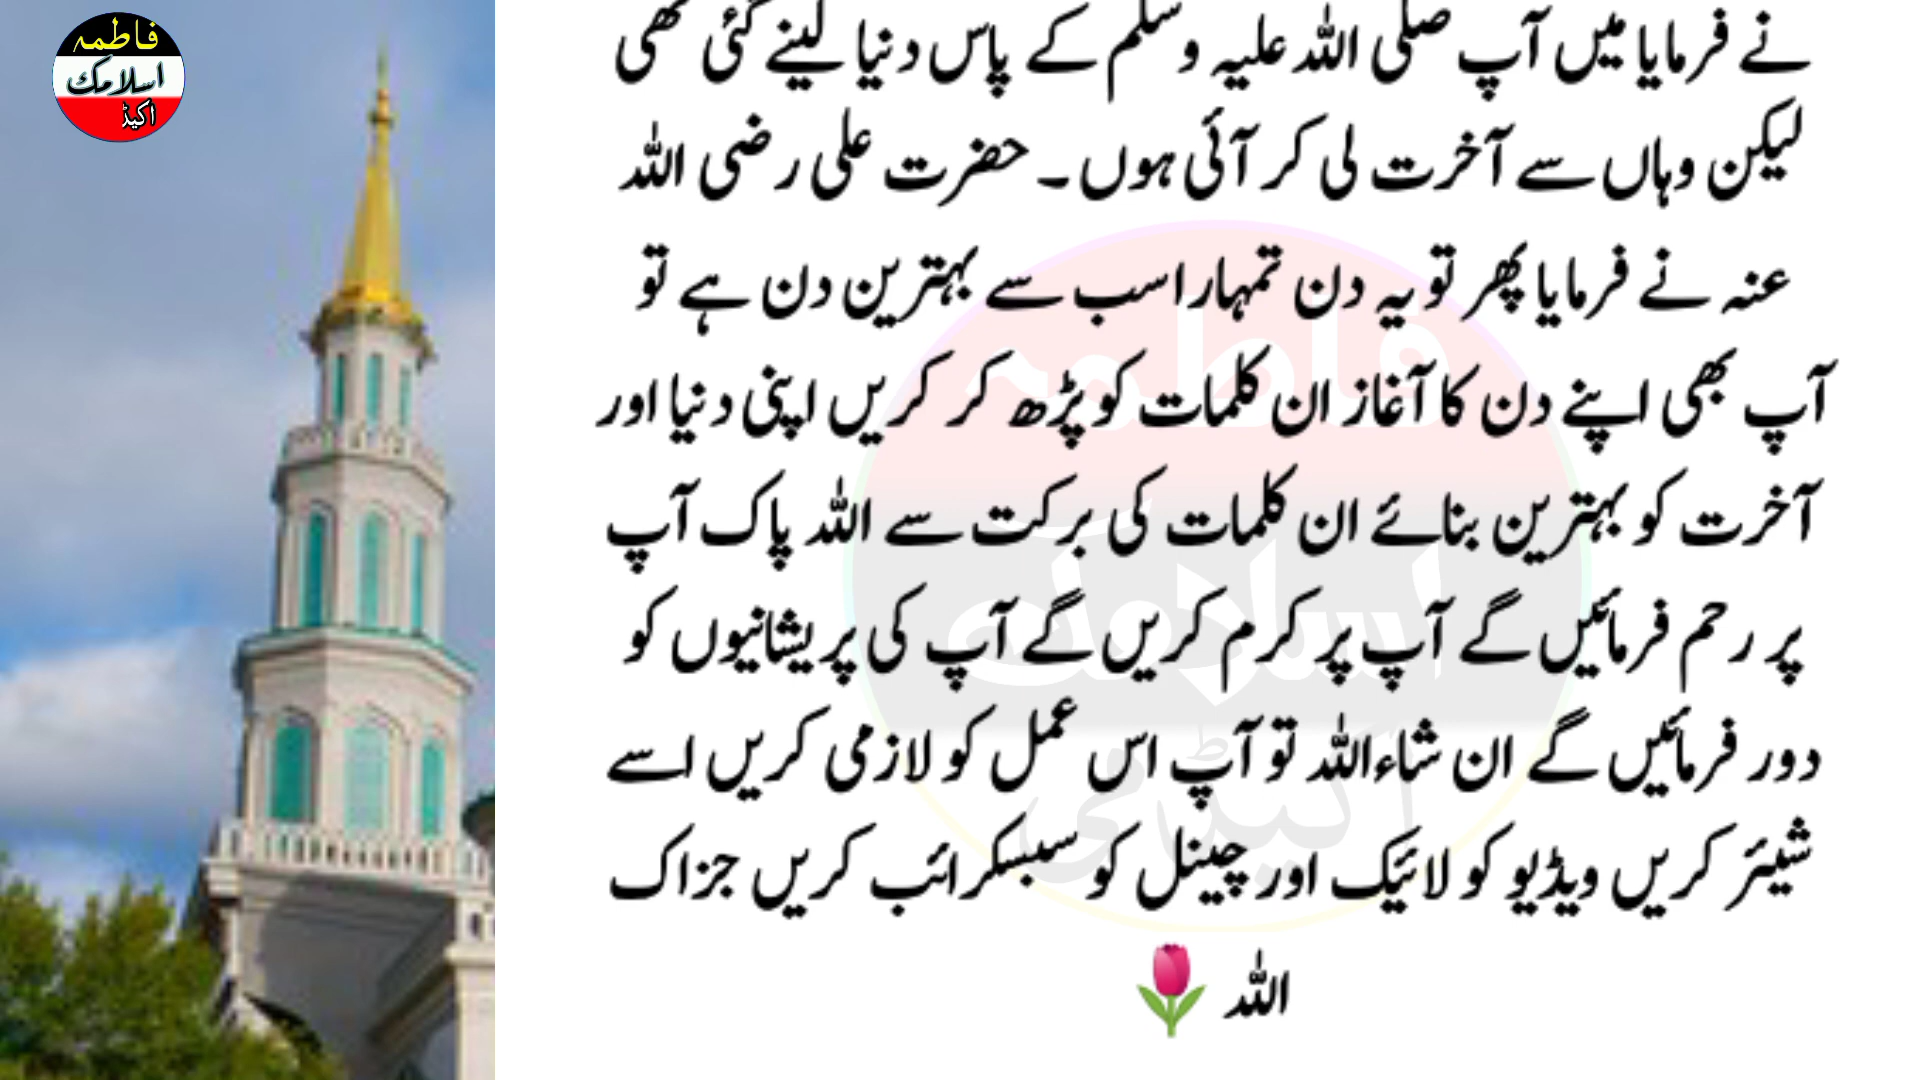 فاطمہ
اسلامک
اکیڈ
نے فرمایا میں آپ صلی اللہ علیہ وسلم کے پاس دنیا لینے گئی تھی
لیکن وہاں سے آخرت لی کر آئی ہوں۔ حضرت علی رضی اللہ
عنہ نے فرمایا پھر تو یہ دن تمہارا سب سے بہترین دن ہے تو
آپ بھی اپنے دن کا آغاز ان کلمات کو پڑھ کر کریں اپنی دنیا اور
آخرت کو بہترین بنائے ان کلمات کی برکت سے اللہ پاک آپ
پر رحم فرمائیں گے آپ پر کرم کریں گے آپ کی پریشانیوں کو
دور فرمائیں گے ان شاءاللہ تو آپ اس عمل کو لازمی کریں اسے
شیئر کریں ویڈیو کو لائیک اور چینل کو سبسکرائب کریں جزاک
اللہ
فاطمہ
اسلامک
اکیڈمی